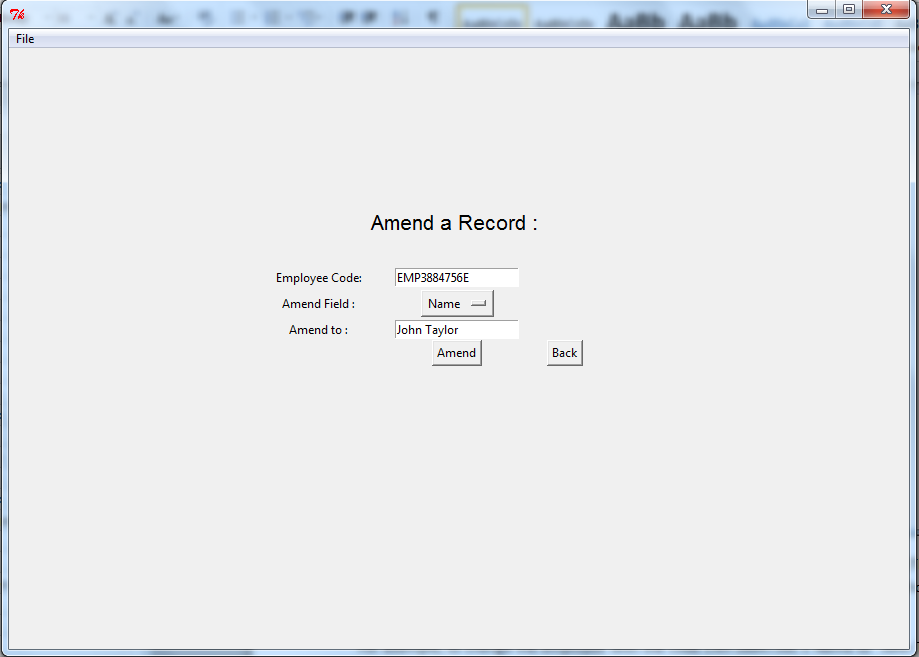 File
Amend a Record :
Employee Code: EMP3884756E
Amend Field : Name
Amend to : John Taylor
Amend Back